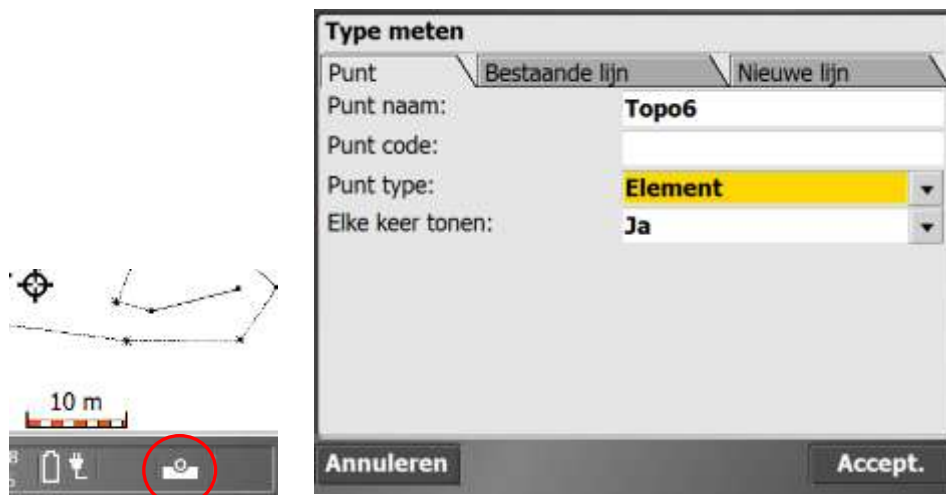 Type meten
Punt Bestaande lijn Nieuwe lijn
Punt naam: Topo6
Punt code:
Punt type: Element
Elke keer tonen: Ja
Annuleren Accept.
10 m
8